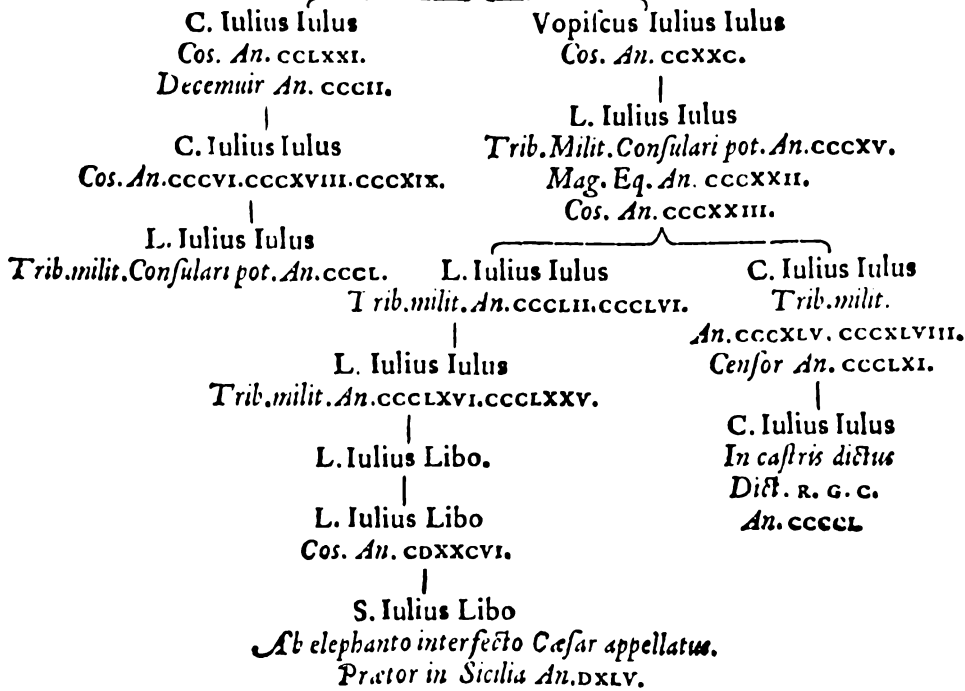 C. Iulius Iulus
Cos. An. CCLXXI.
Decemuir An. CCCII.
C. Iulius Iulus
Cos. An. CCCVI. CCCXVIII. CCCXIX.
L. Iulius Iulus
Trib. milit. Conſulari pot. An. CCCL.
Vopiſcus Iulius Iulus
Cos. An. CCXXC.
L. Iulius Iulus
Trib. Milit. Conſulari pot. An. CCCXV.
Mag. Eq. An. CCCXXII.
Cos. An. CCCXXIII.
L. Iulius Iulus
Trib. milit. An. CCCLII. CCCLVI.
L. Iulius Iulus
Trib. milit. An. CCCLXVI. CCCLXXV.
L. Iulius Libo.
L. Iulius Libo
Cos. An. CDXXCVI.
S. Iulius Libo
Ab elephanto interfecto Cæſar appellatus.
Prætor in Sicilia An. DXLV.
C. Iulius Iulus
Trib. milit.
An. CCCXLV. CCCXLVIII.
Cenſor An. CCCLXI.
C. Iulius Iulus
In caſtris dictus
Dict. R. G. C.
An. CCCCL